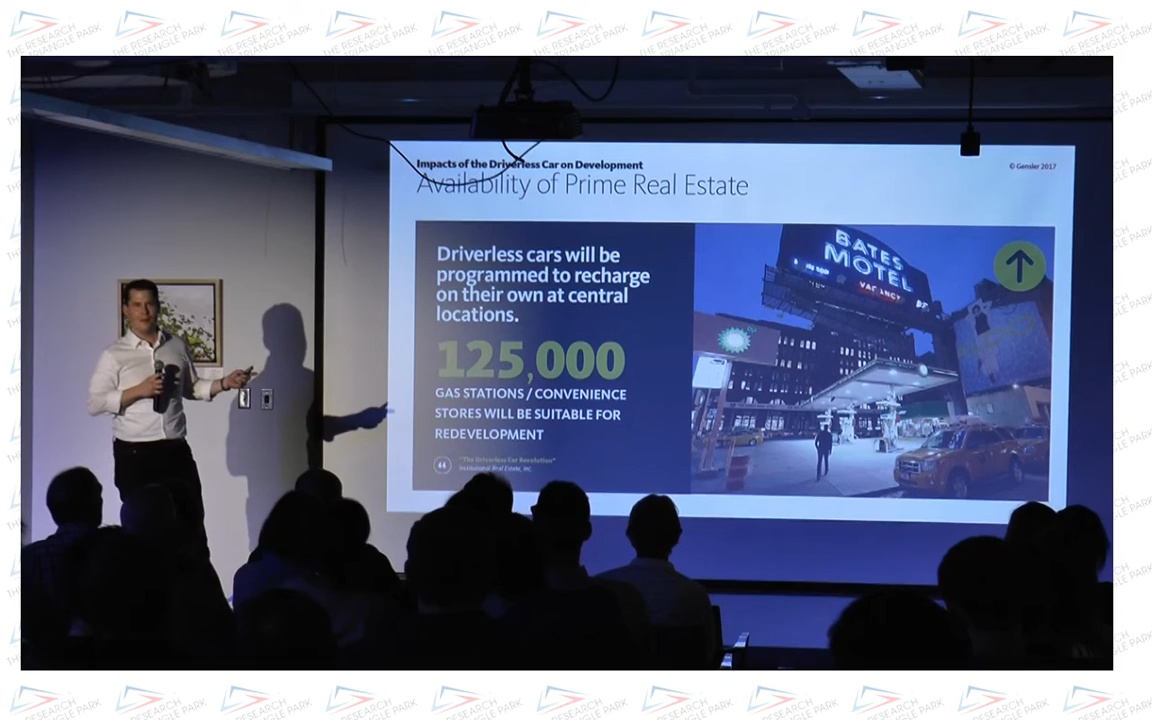 THE RESEARCH
TRIANGLE PARK
Impacts of the Driverless Car on Development
© Gensler 2017
Availability of Prime Real Estate
Driverless cars will be
programmed to recharge
on their own at central
locations.
125,000
GAS STATIONS / CONVENIENCE
STORES WILL BE SUITABLE FOR
REDEVELOPMENT
"The Driverless Car Revolution"
Institutional Real Estate, Inc.
BATES
MOTEL
VACANCY
bp